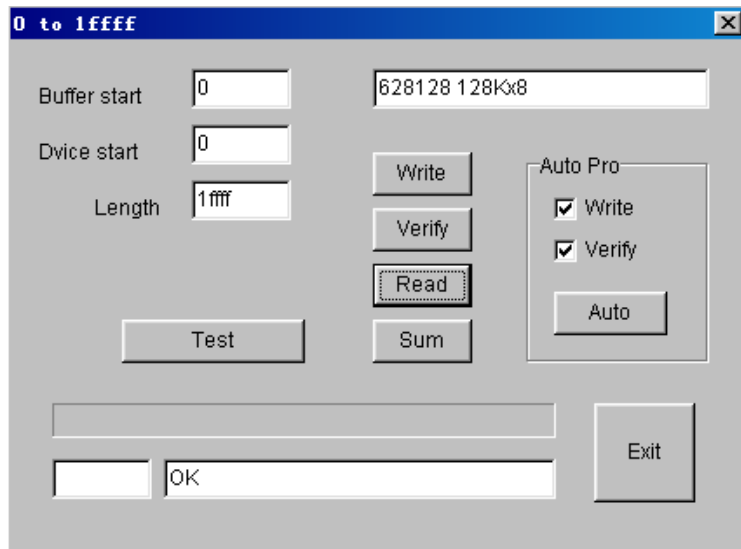 0 to 1ffff
Buffer start 0 628128 128Kx8
Dvice start 0
Length 1ffff
Write
Verify
Read
Sum
Auto Pro
Write
Verify
Auto
Test
OK
Exit